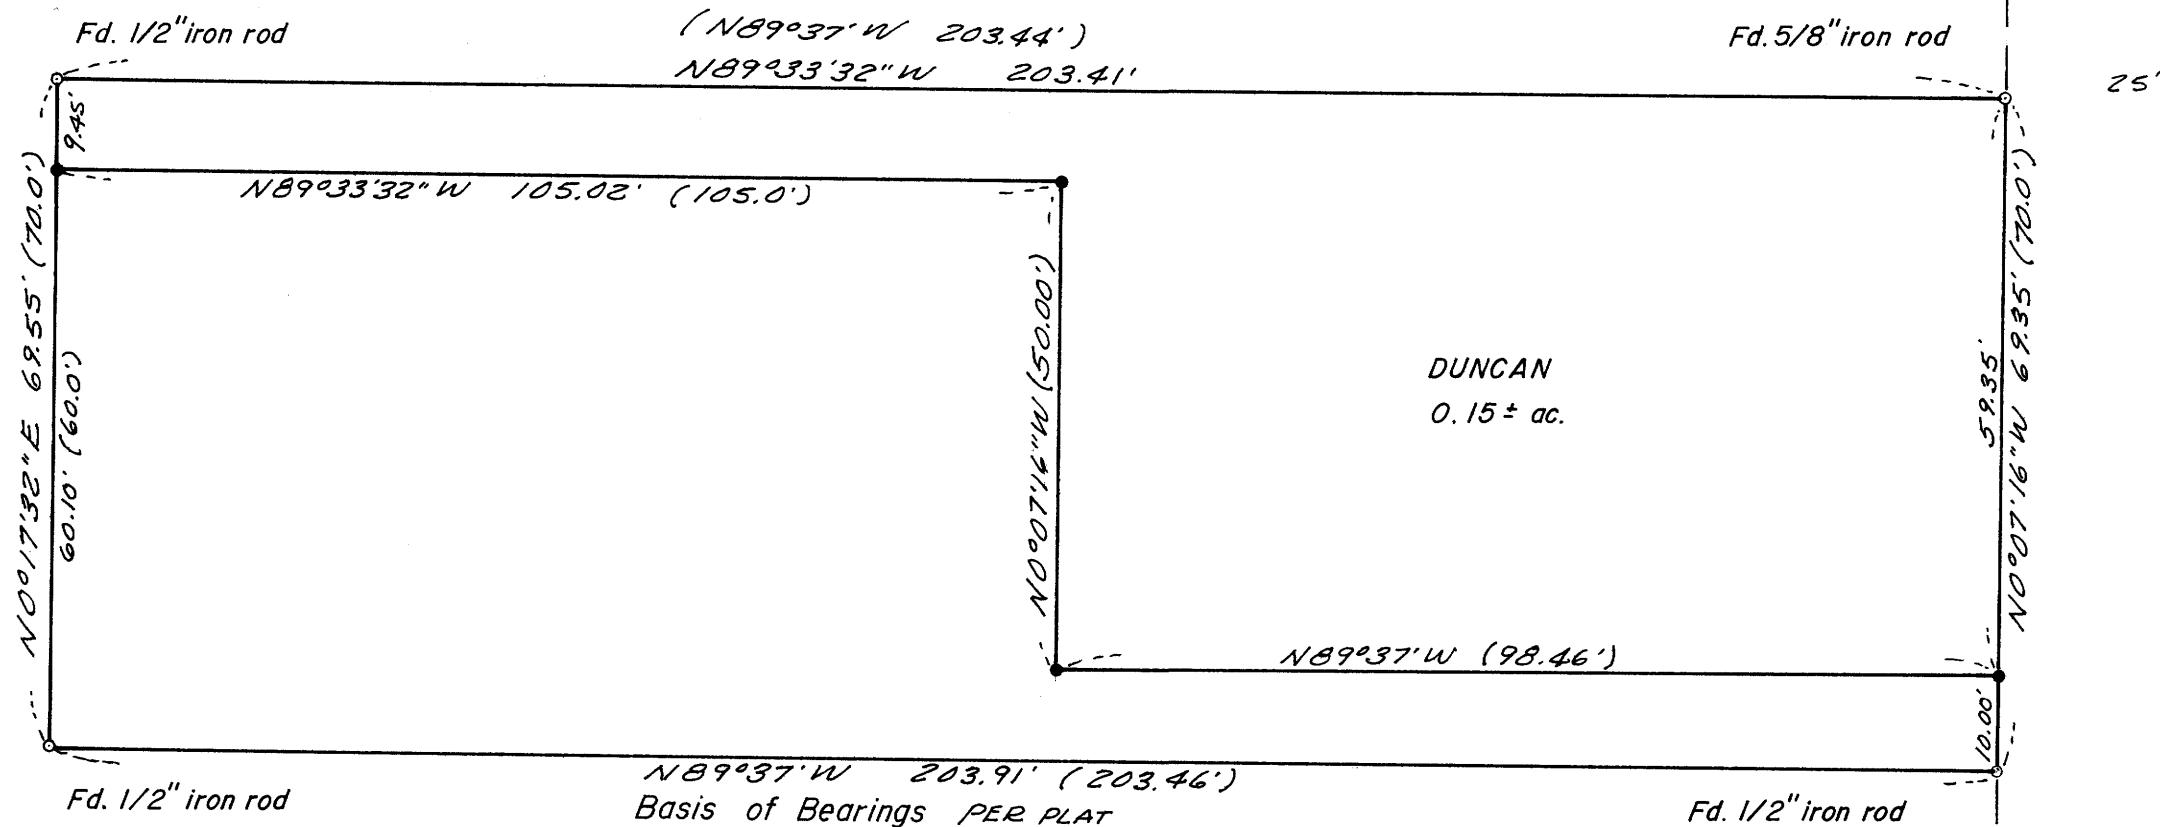 Fd. 1/2" iron rod
(N89°37'W 203.44')
Fd. 5/8" iron rod
N89°33'32"W 203.41'
25'
9.45'
N89°33'32"W 105.02' (105.0')
N0°17'32"E 69.55' (70.0')
60.10' (60.0')
N0°07'16"W (50.00')
DUNCAN
0.15± ac.
59.35'
N0°07'16"W 69.35' (70.0')
N89°37'W (98.46')
10.00'
N89°37'W 203.91' (203.46')
Fd. 1/2" iron rod
Basis of Bearings PER PLAT
Fd. 1/2" iron rod